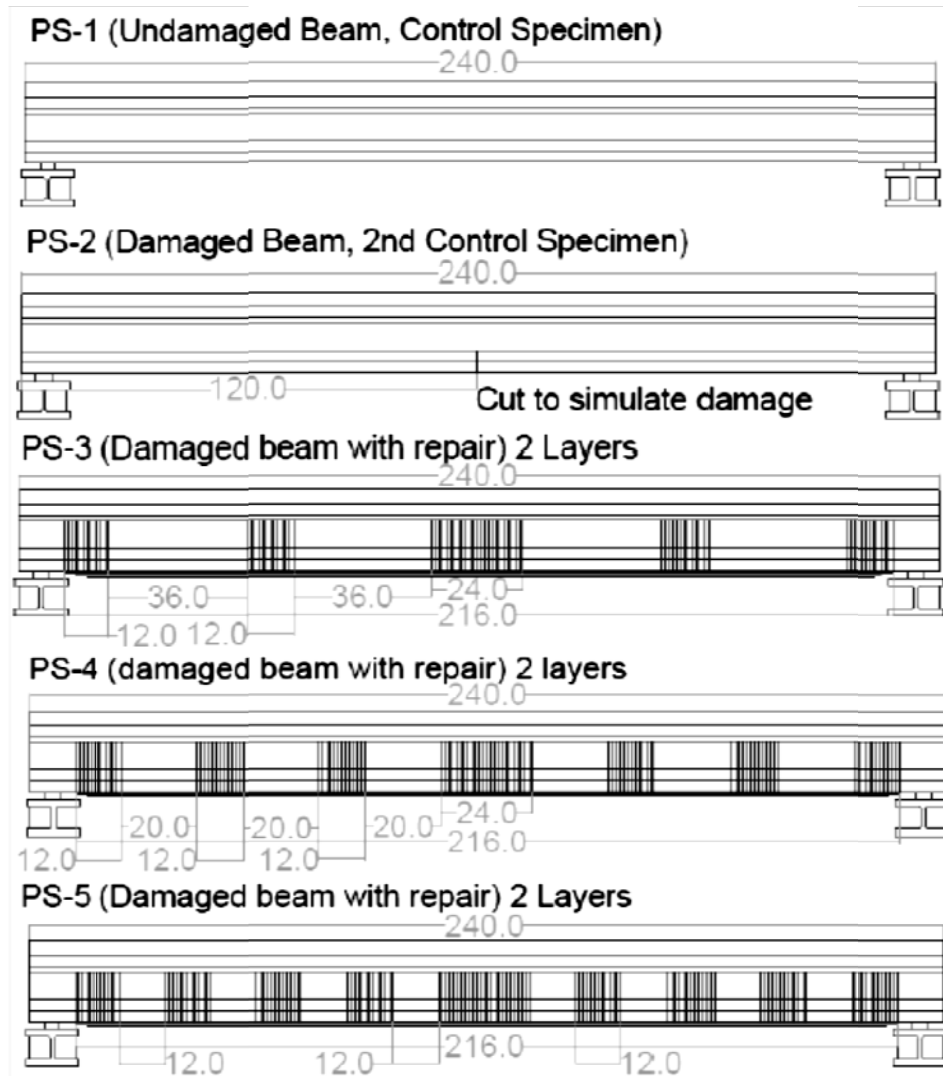 PS-1 (Undamaged Beam, Control Specimen)
240.0
PS-2 (Damaged Beam, 2nd Control Specimen)
240.0
120.0
Cut to simulate damage
PS-3 (Damaged beam with repair) 2 Layers
240.0
36.0 36.0 24.0
216.0
12.0 12.0
PS-4 (damaged beam with repair) 2 layers
240.0
24.0
20.0 20.0 20.0
216.0
12.0 12.0 12.0
PS-5 (Damaged beam with repair) 2 Layers
240.0
216.0
12.0 12.0 12.0